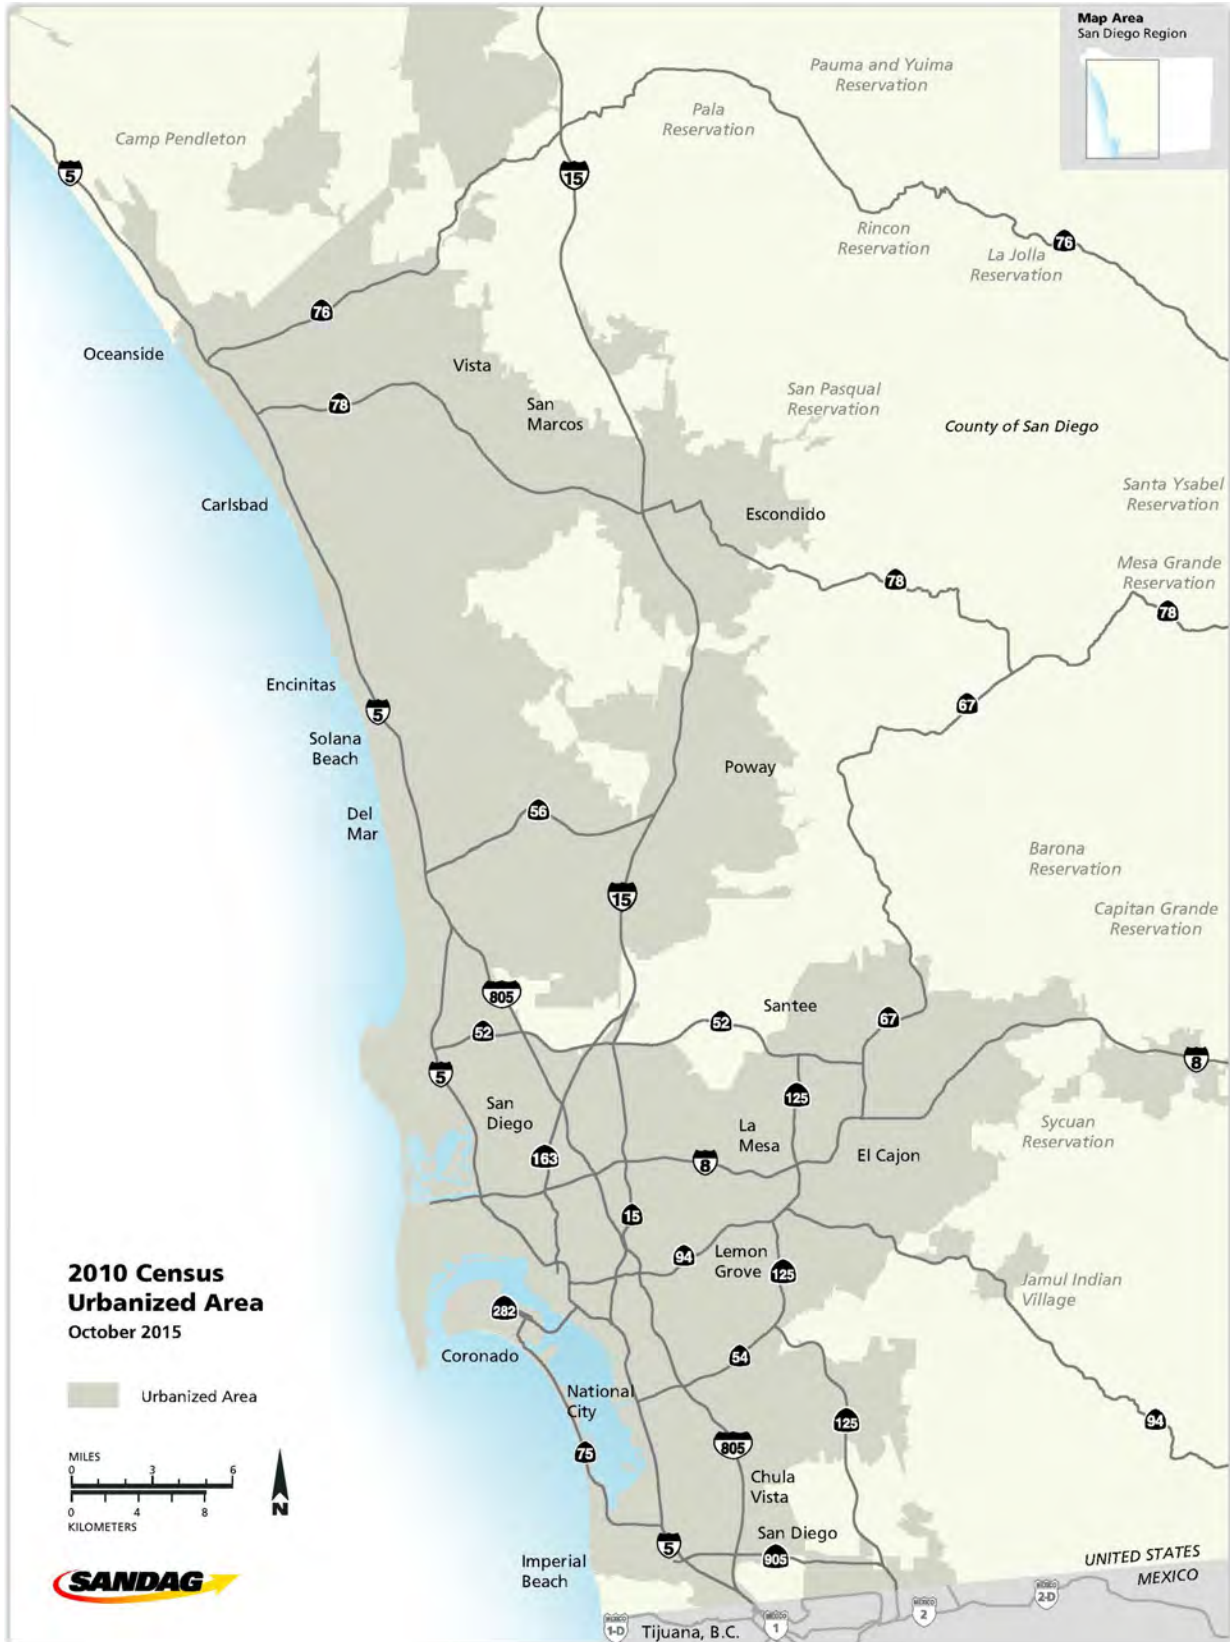 Map Area
San Diego Region
Pauma and Yuima
Reservation
Pala
Reservation
Camp Pendleton
5
15
Rincon
Reservation
La Jolla
Reservation
76
76
Oceanside
Vista
San
Marcos
78
San Pasqual
Reservation
County of San Diego
Santa Ysabel
Reservation
Carlsbad
Escondido
Mesa Grande
Reservation
78
78
Encinitas
5
67
Solana
Beach
Poway
Del
Mar
56
Barona
Reservation
15
Capitan Grande
Reservation
805
Santee
52
52
67
5
8
125
San
Diego
La
Mesa
Sycuan
Reservation
163
8
El Cajon
15
94
Lemon
Grove
125
Jamul Indian
Village
2010 Census
Urbanized Area
October 2015
282
Coronado
54
Urbanized Area
National
City
125
94
75
805
MILES
0 3 6
0 4 8
KILOMETERS
N
Chula
Vista
San Diego
5
905
Imperial
Beach
UNITED STATES
MEXICO
SANDAG
MEXICO
1-D
Tijuana, B.C.
MEXICO
1
MEXICO
2
MEXICO
2-D